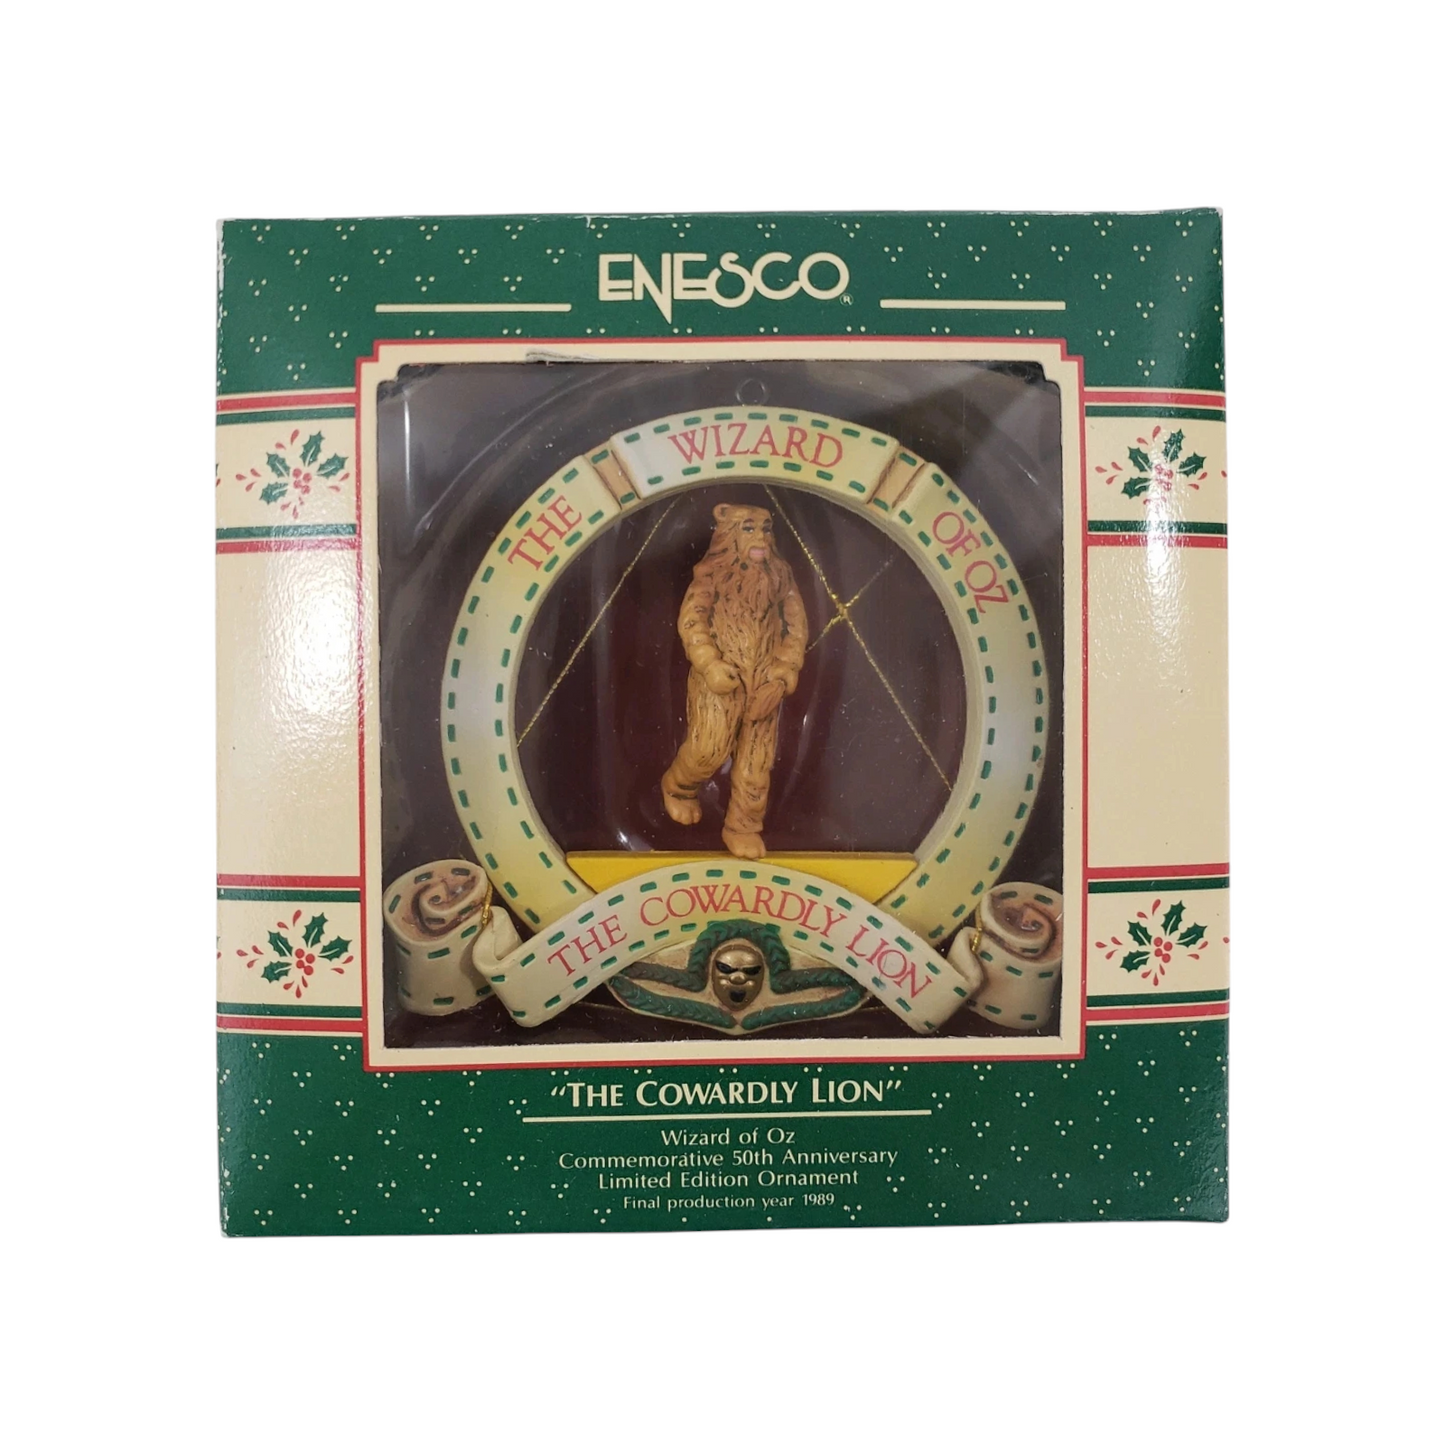 ENESCO®
THE WIZARD OF OZ
THE COWARDLY LION
"THE COWARDLY LION"
Wizard of Oz
Commemorative 50th Anniversary
Limited Edition Ornament
Final production year 1989